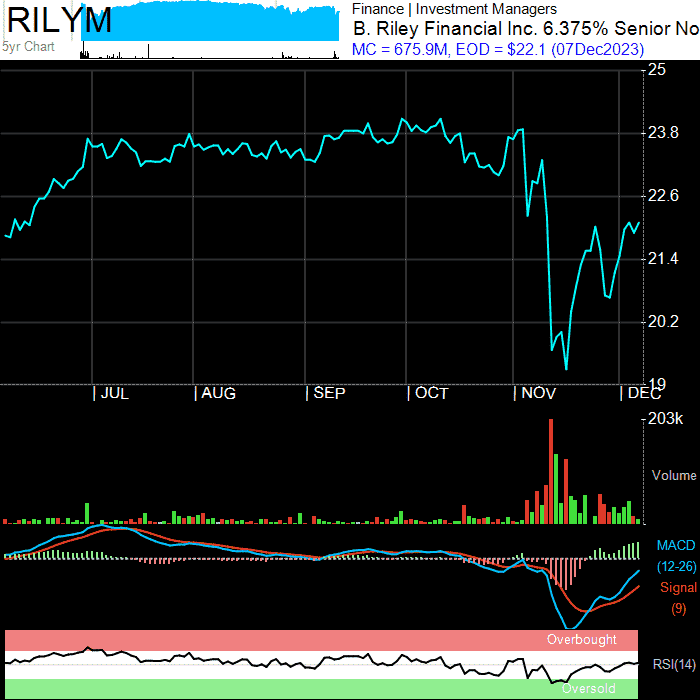 RILYM
5yr Chart
Finance | Investment Managers
B. Riley Financial Inc. 6.375% Senior No
MC = 675.9M, EOD = $22.1 (07Dec2023)
25
23.8
22.6
21.4
20.2
19
| JUL | AUG | SEP | OCT | NOV | DEC
203k
Volume
MACD
(12-26)
Signal
(9)
Overbought
RSI(14)
Oversold